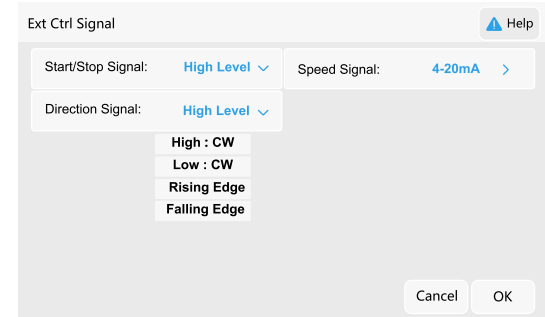 Ext Ctrl Signal
Help
Start/Stop Signal: High Level
Speed Signal: 4-20mA
Direction Signal: High Level
High : CW
Low : CW
Rising Edge
Falling Edge
Cancel
OK